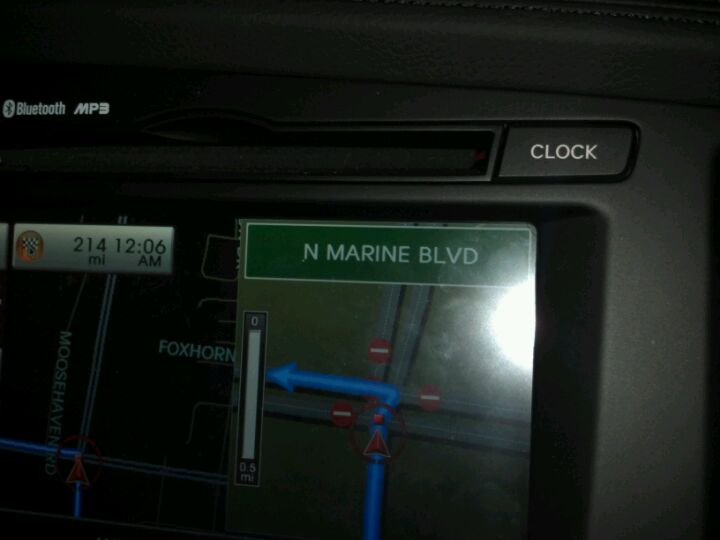 Bluetooth MP3
CLOCK
214 mi 12:06 AM
N MARINE BLVD
0
FOXHORN
MOOSEHAVEN RD
0.5
mi